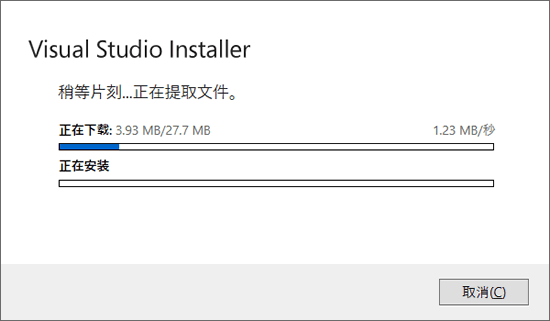 Visual Studio Installer
稍等片刻...正在提取文件。
正在下载: 3.93 MB/27.7 MB 1.23 MB/秒
正在安装
取消(C)